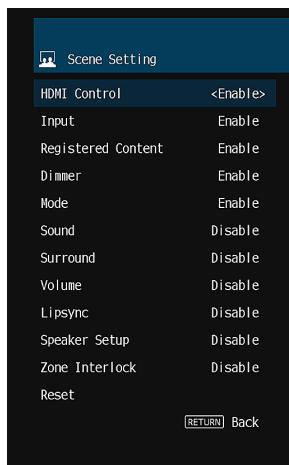 Scene Setting
HDMI Control <Enable>
Input Enable
Registered Content Enable
Dimmer Enable
Mode Enable
Sound Disable
Surround Disable
Volume Disable
Lipsync Disable
Speaker Setup Disable
Zone Interlock Disable
Reset
RETURN Back